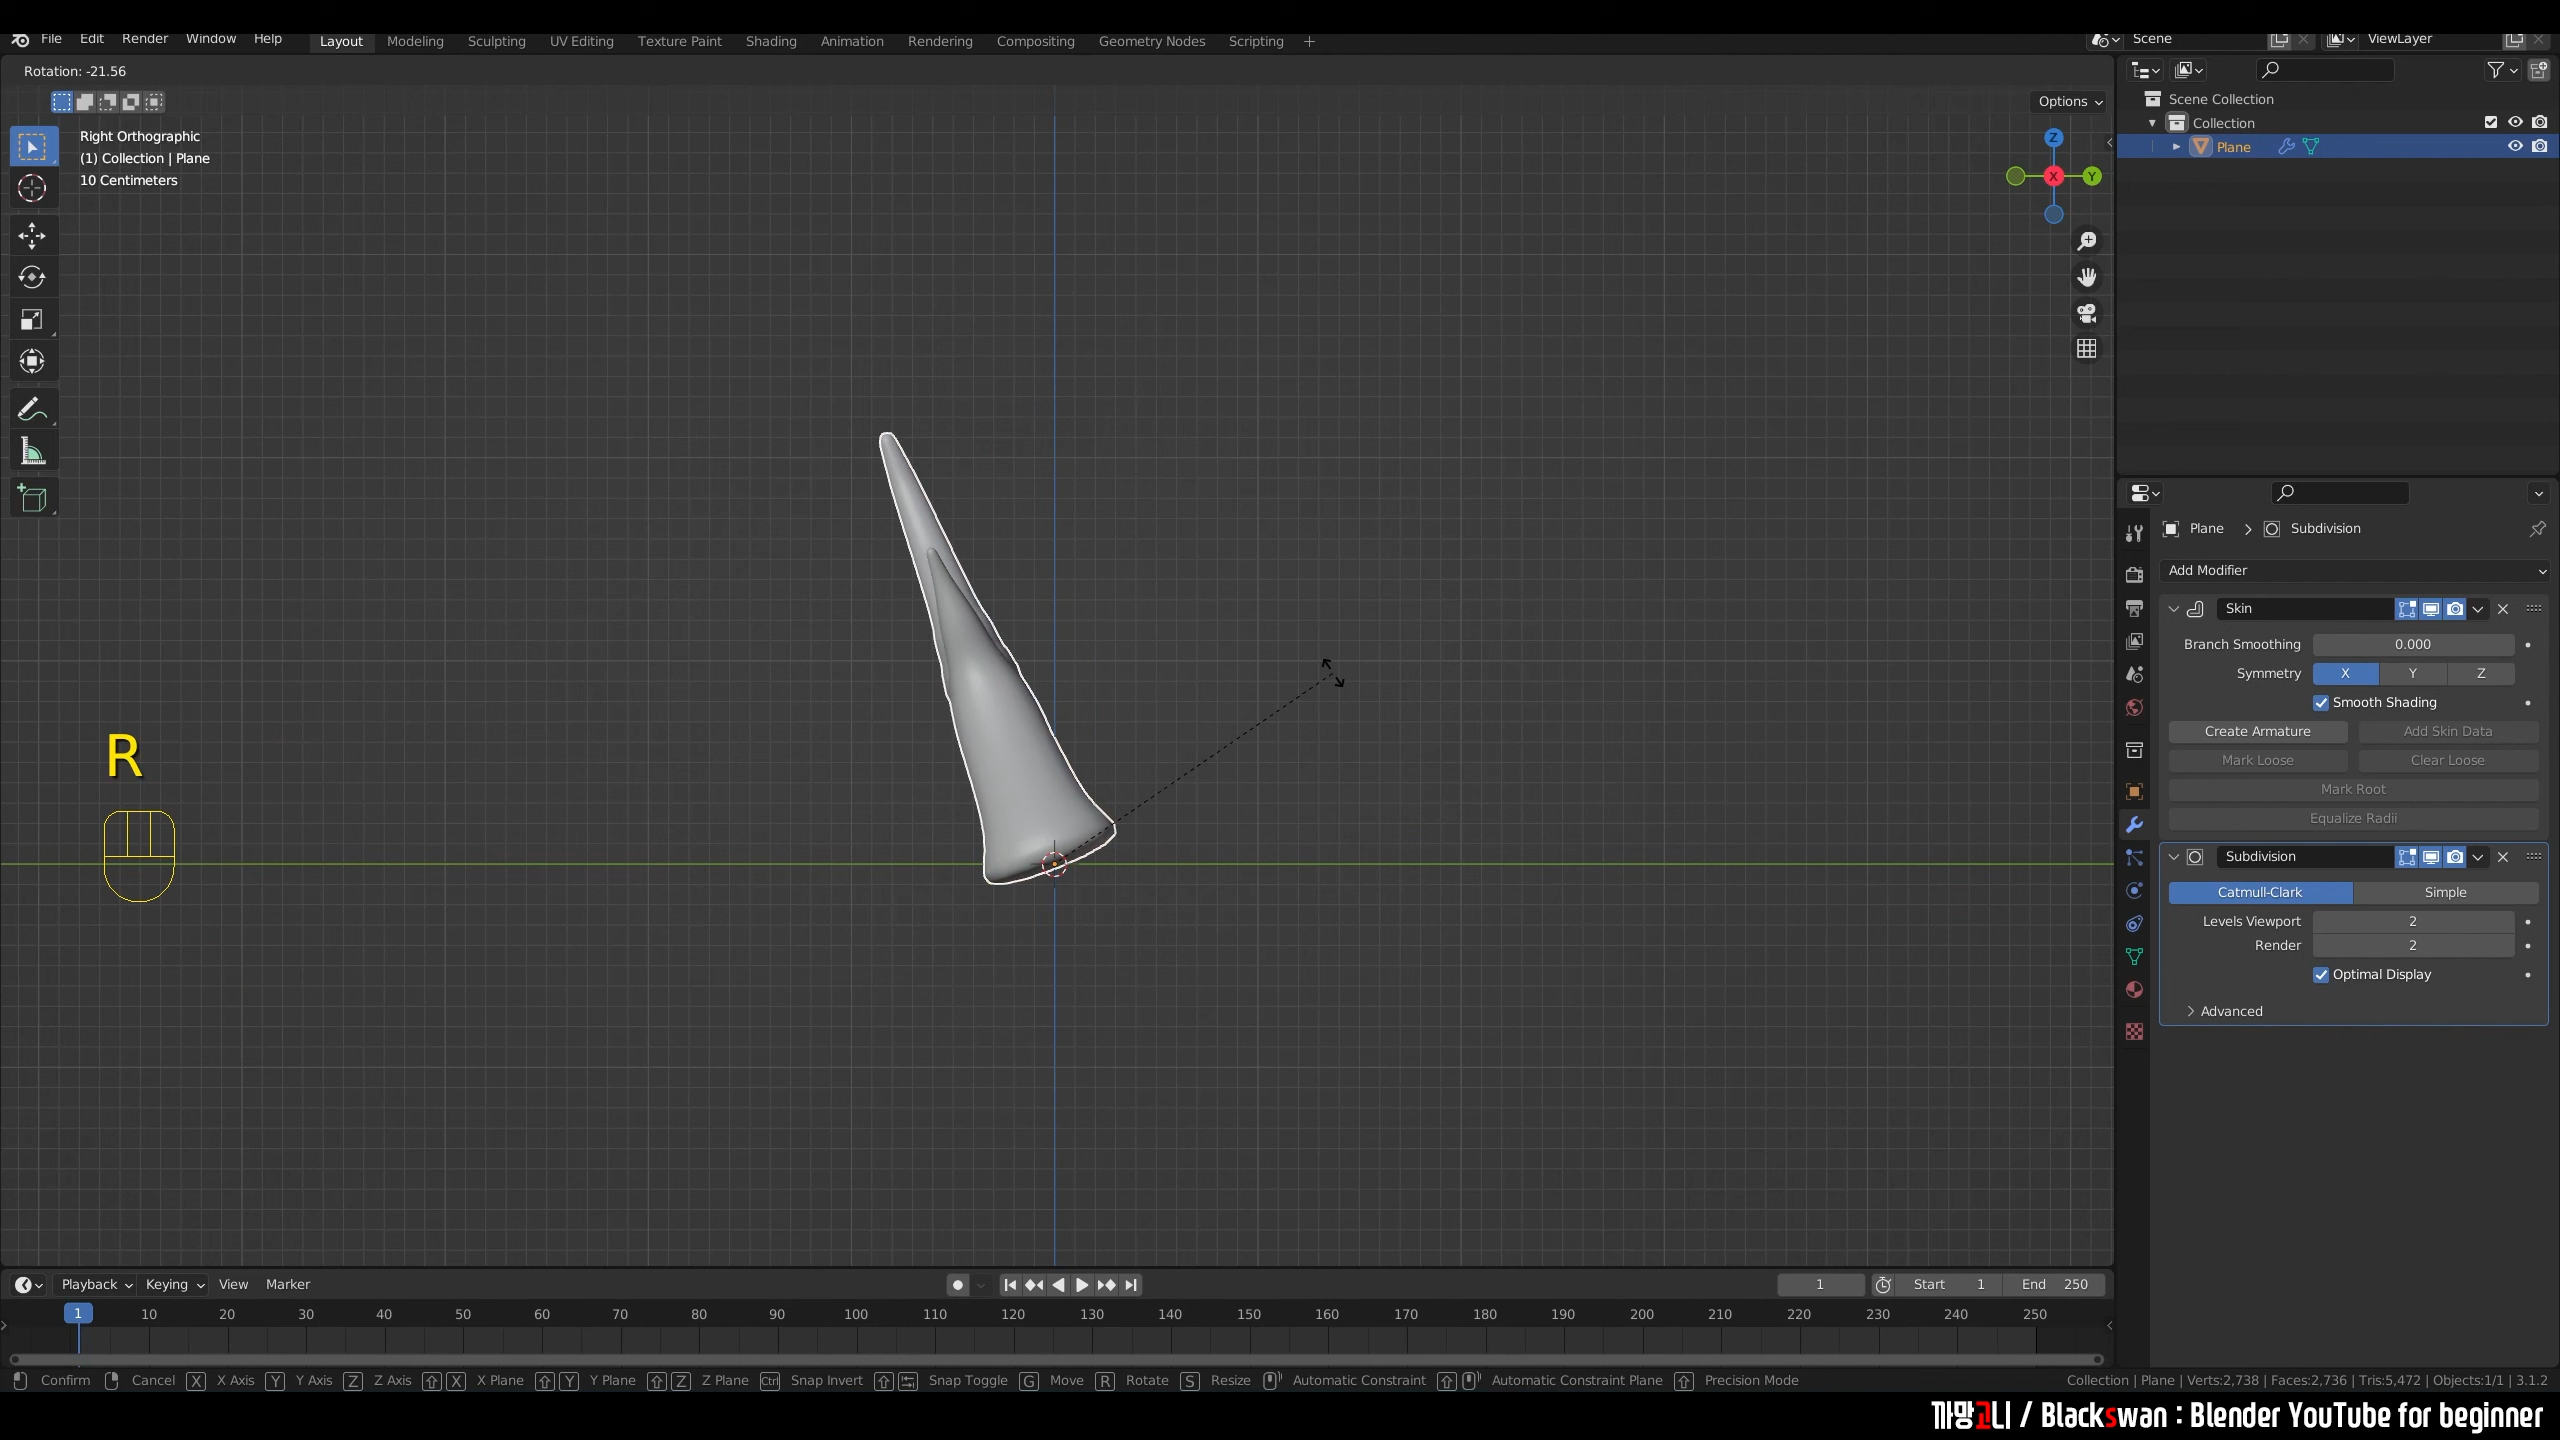 File Edit Render Window Help Layout Modeling Sculpting UV Editing Texture Paint Shading Animation Rendering Compositing Geometry Nodes Scripting + Scene ViewLayer
Rotation: -21.56
Options
Right Orthographic
(1) Collection | Plane
10 Centimeters
Z
X Y
Scene Collection
Collection
Plane
Plane > Subdivision
Add Modifier
Skin
Branch Smoothing 0.000
Symmetry X Y Z
Smooth Shading
Create Armature Add Skin Data
Mark Loose Clear Loose
Mark Root
Equalize Radii
Subdivision
Catmull-Clark Simple
Levels Viewport 2
Render 2
Optimal Display
Advanced
R
Playback Keying View Marker 1 Start 1 End 250
1 10 20 30 40 50 60 70 80 90 100 110 120 130 140 150 160 170 180 190 200 210 220 230 240 250
Confirm Cancel X X Axis Y Y Axis Z Z Axis X X Plane Y Y Plane Z Z Plane Ctrl Snap Invert Snap Toggle G Move R Rotate S Resize Automatic Constraint Automatic Constraint Plane Precision Mode Collection | Plane | Verts:2,738 | Faces:2,736 | Tris:5,472 | Objects:1/1 | 3.1.2
까망고니 / Blackswan : Blender YouTube for beginner